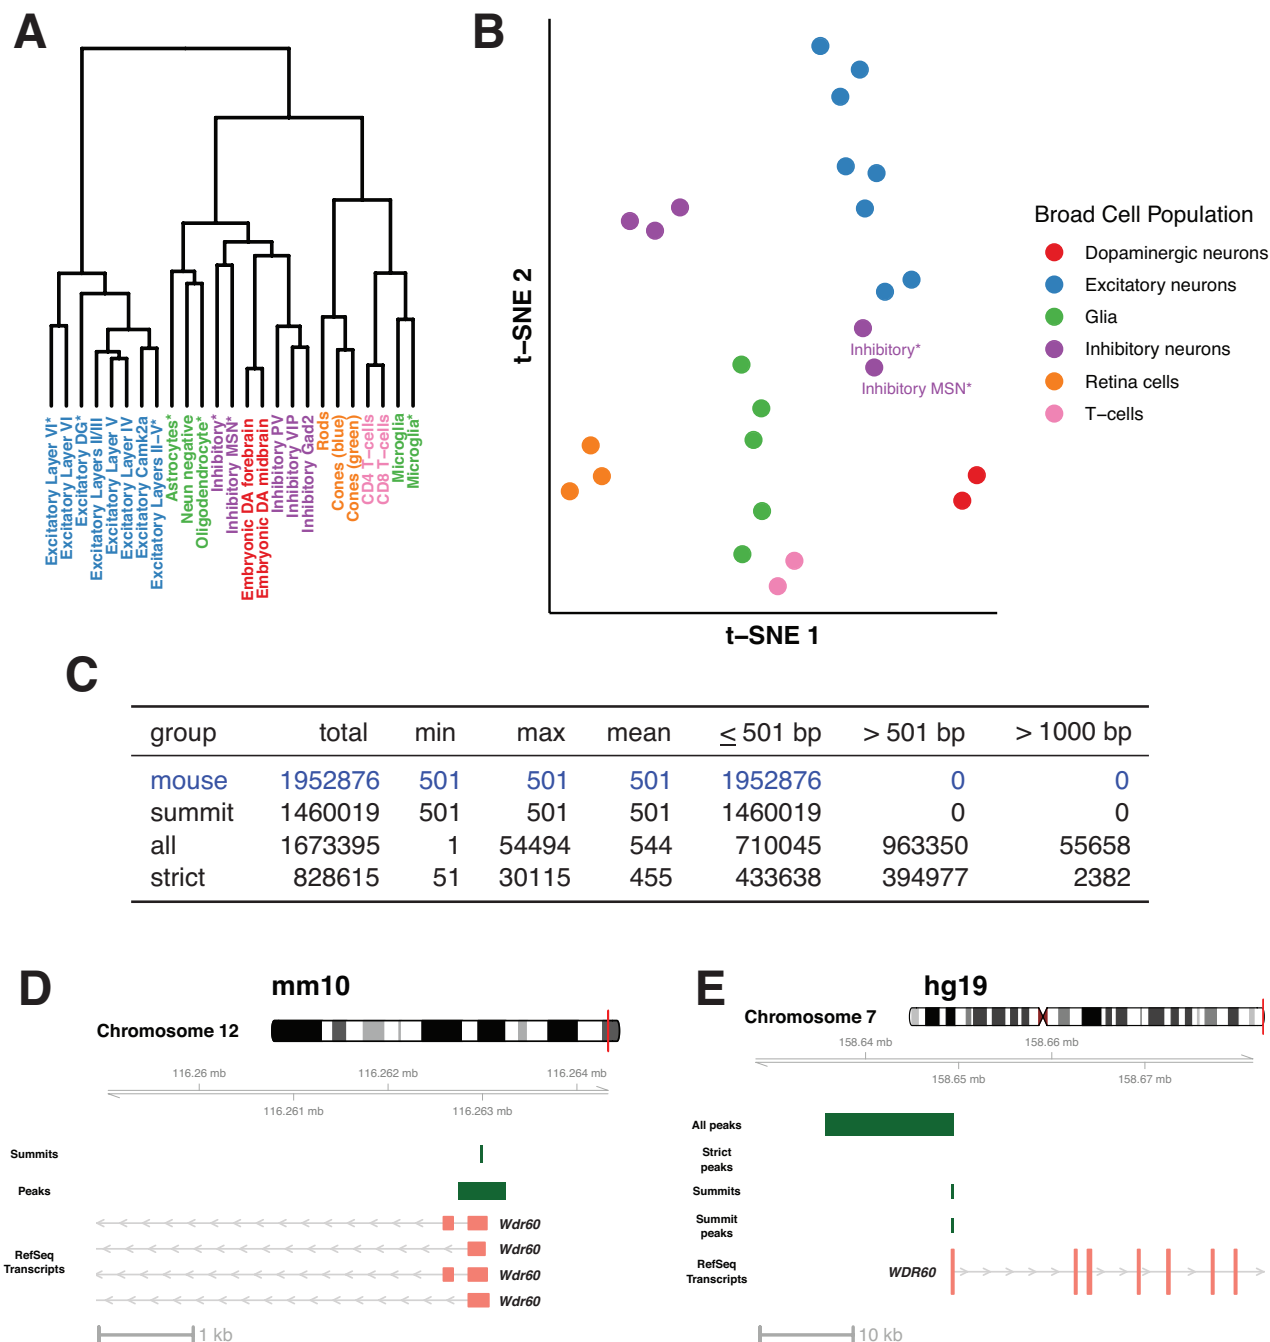 A
B
Excitatory Layer VI*
Excitatory Layer VI
Excitatory DG*
Excitatory Layers II/III
Excitatory Layer V
Excitatory Layer IV
Excitatory Camk2a
Excitatory Layers II-V*
Astrocytes*
Neun negative
Oligodendrocyte*
Inhibitory*
Inhibitory MSN*
Embryonic DA forebrain
Embryonic DA midbrain
Inhibitory PV
Inhibitory VIP
Inhibitory Gad2
Rods
Cones (blue)
Cones (green)
CD4 T-cells
CD8 T-cells
Microglia
Microglia*
t-SNE 2
Inhibitory*
Inhibitory MSN*
t-SNE 1
Broad Cell Population
Dopaminergic neurons
Excitatory neurons
Glia
Inhibitory neurons
Retina cells
T-cells
C
group total min max mean ≤ 501 bp > 501 bp > 1000 bp
mouse 1952876 501 501 501 1952876 0 0
summit 1460019 501 501 501 1460019 0 0
all 1673395 1 54494 544 710045 963350 55658
strict 828615 51 30115 455 433638 394977 2382
D
mm10
Chromosome 12
116.26 mb 116.262 mb 116.264 mb
116.261 mb 116.263 mb
Summits
Peaks
Wdr60
Wdr60
RefSeq
Transcripts
Wdr60
Wdr60
1 kb
E
hg19
Chromosome 7
158.64 mb 158.66 mb
158.65 mb 158.67 mb
All peaks
Strict
peaks
Summits
Summit
peaks
RefSeq
Transcripts
WDR60
10 kb